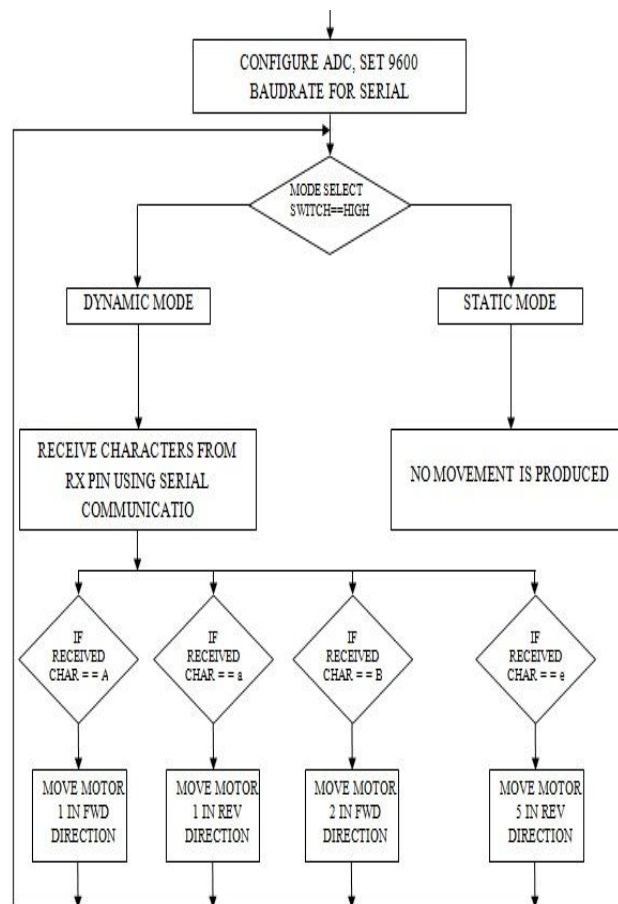 CONFIGURE ADC, SET 9600
BAUDRATE FOR SERIAL
MODE SELECT
SWITCH==HIGH
DYNAMIC MODE
STATIC MODE
RECEIVE CHARACTERS FROM
RX PIN USING SERIAL
COMMUNICATIO
NO MOVEMENT IS PRODUCED
IF
RECEIVED
CHAR == A
IF
RECEIVED
CHAR == a
IF
RECEIVED
CHAR == B
IF
RECEIVED
CHAR == e
MOVE MOTOR
1 IN FWD
DIRECTION
MOVE MOTOR
1 IN REV
DIRECTION
MOVE MOTOR
2 IN FWD
DIRECTION
MOVE MOTOR
5 IN REV
DIRECTION